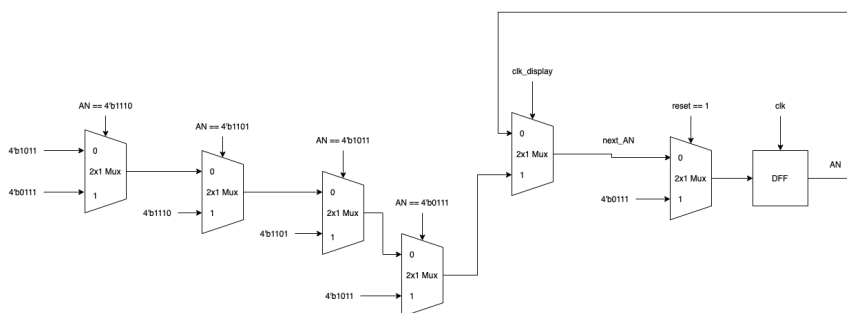 clk_display
AN == 4'b1110
reset == 1
clk
AN == 4'b1101
AN == 4'b1011
4'b1011
0
2x1 Mux
4'b0111
1
0
2x1 Mux
4'b1110
1
0
2x1 Mux
4'b1101
1
AN == 4'b0111
0
2x1 Mux
4'b1011
1
0
2x1 Mux
1
next_AN
0
2x1 Mux
4'b0111
1
DFF
AN